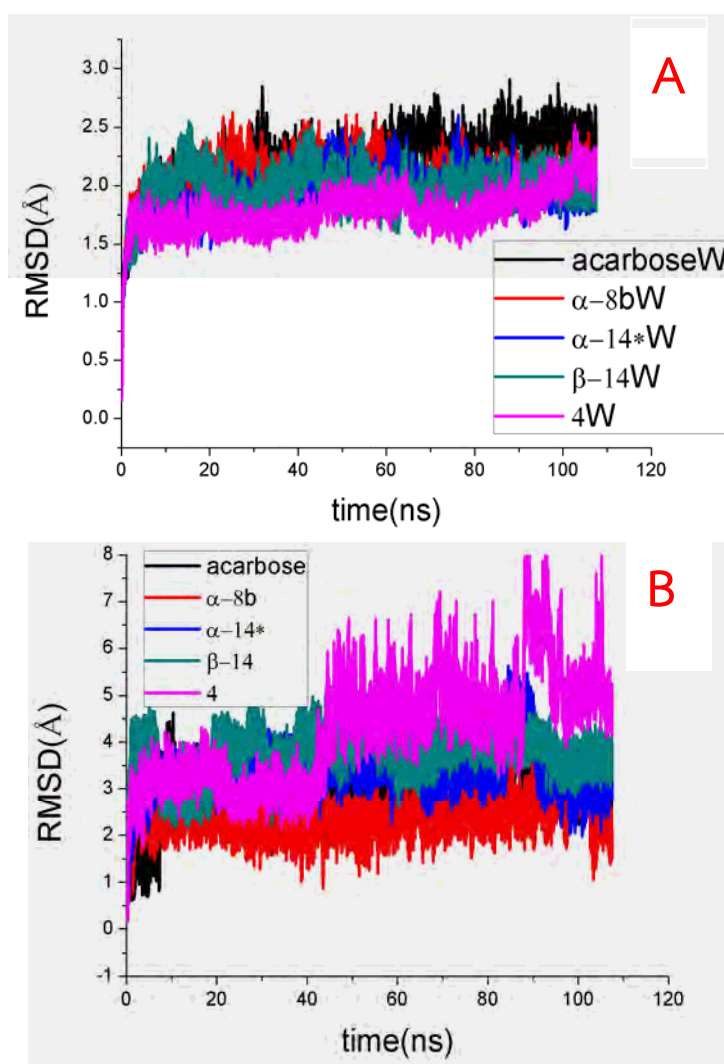 A
3.0
2.5
2.0
1.5
1.0
0.5
0.0
RMSD(Å)
acarboseW
α–8bW
α–14*W
β–14W
4W
0 20 40 60 80 100 120
time(ns)
B
8
7
6
5
4
3
2
1
0
-1
RMSD(Å)
acarbose
α–8b
α–14*
β–14
4
0 20 40 60 80 100 120
time(ns)